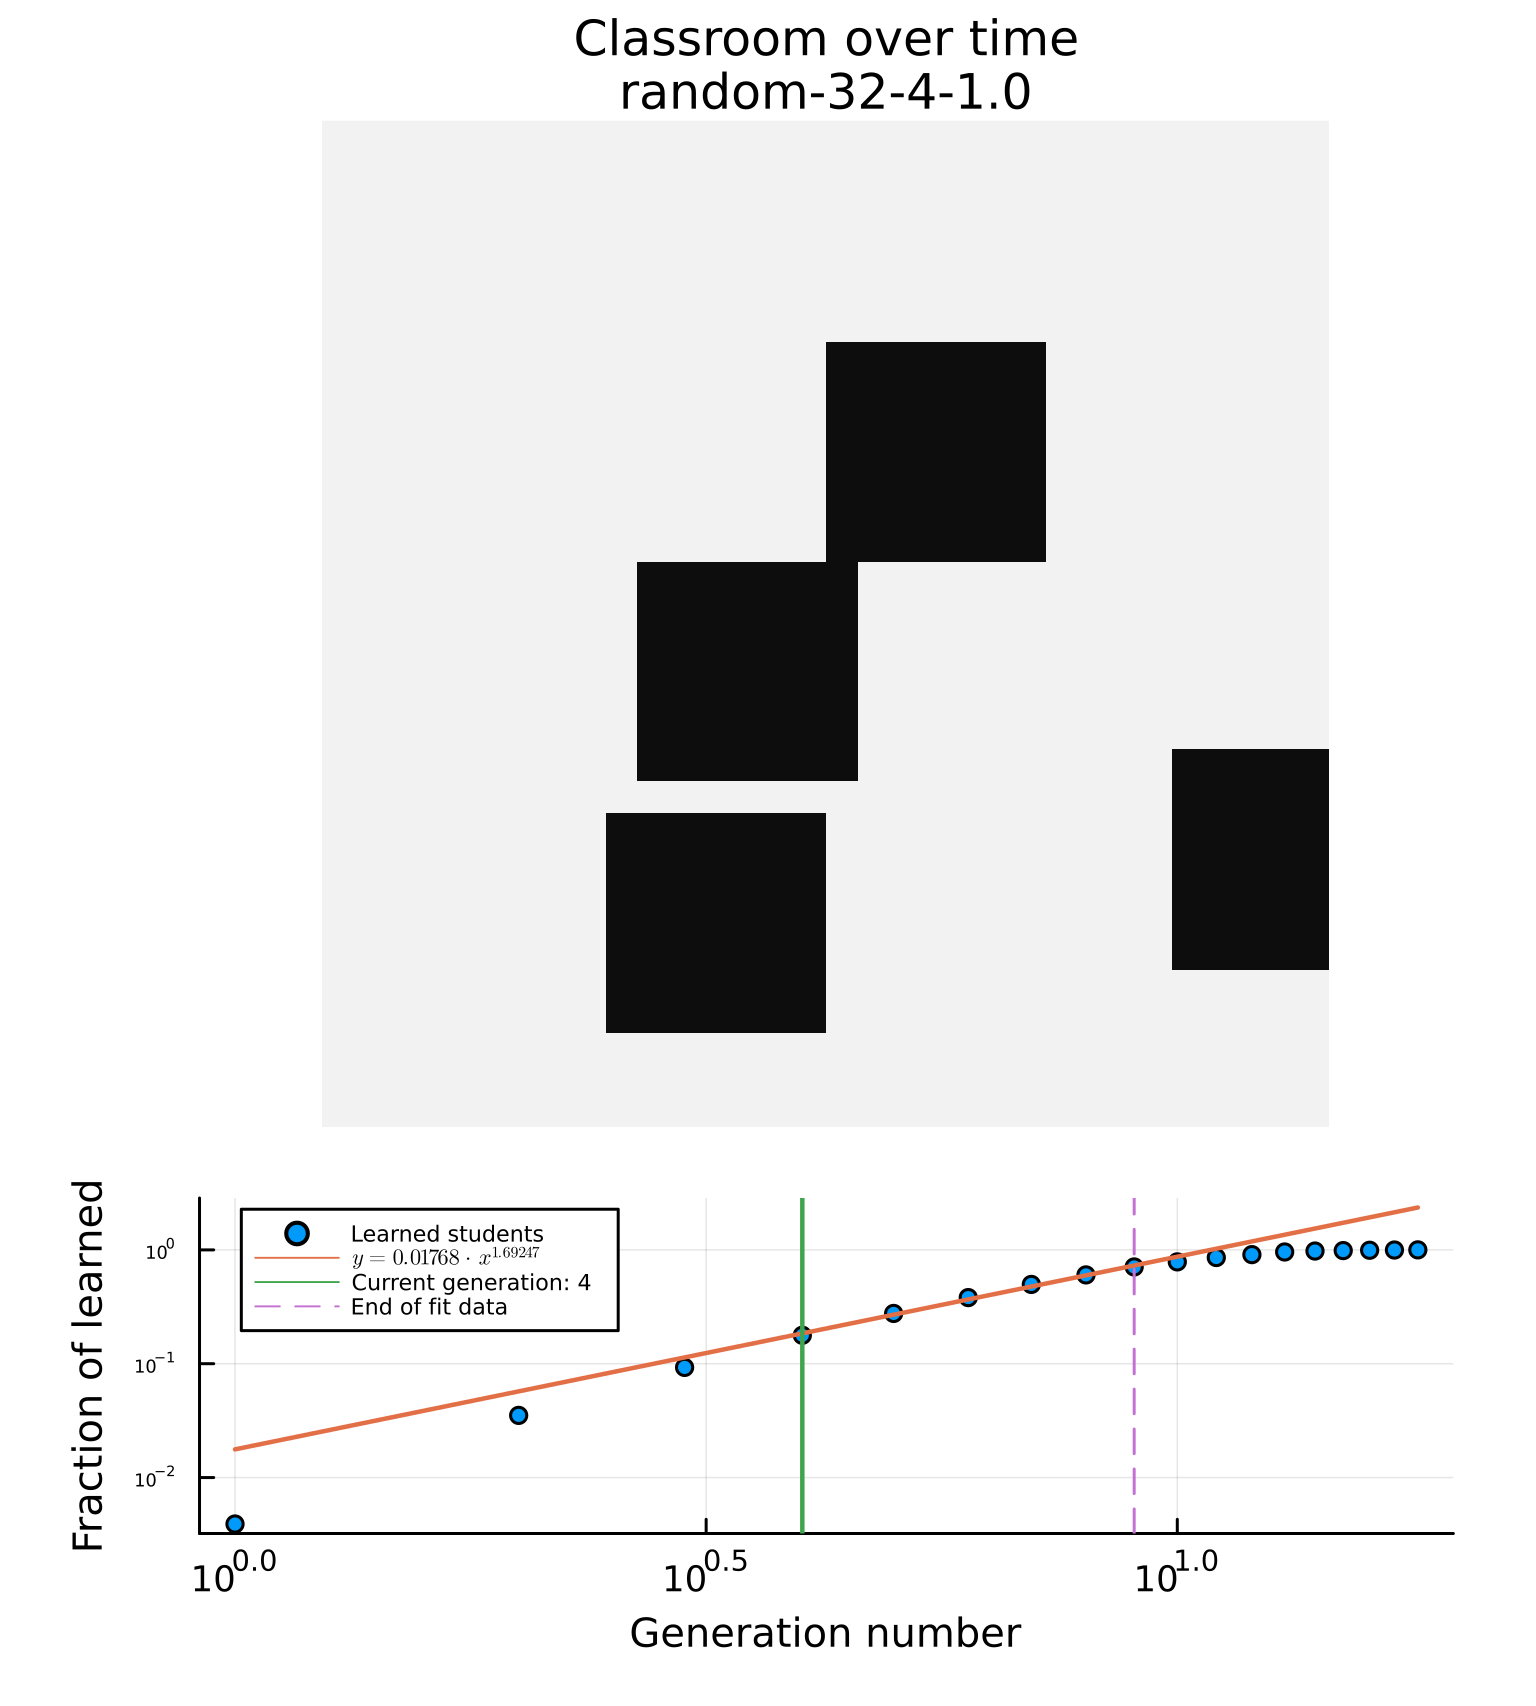 Classroom over time
random-32-4-1.0
Fraction of learned
Learned students
y = 0.01768 · x^1.69247
Current generation: 4
End of fit data
10^0
10^-1
10^-2
10^0.0 10^0.5 10^1.0
Generation number